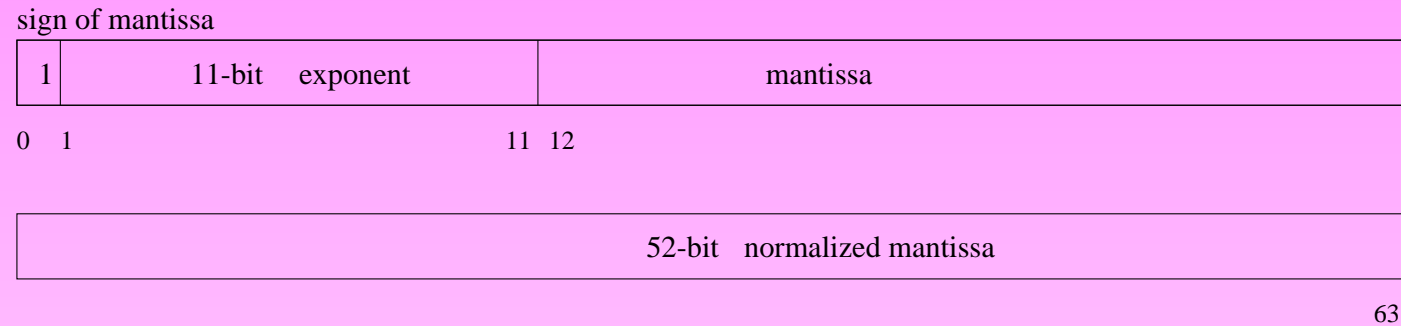 sign of mantissa
1 11-bit exponent mantissa
0 1 11 12
52-bit normalized mantissa
63